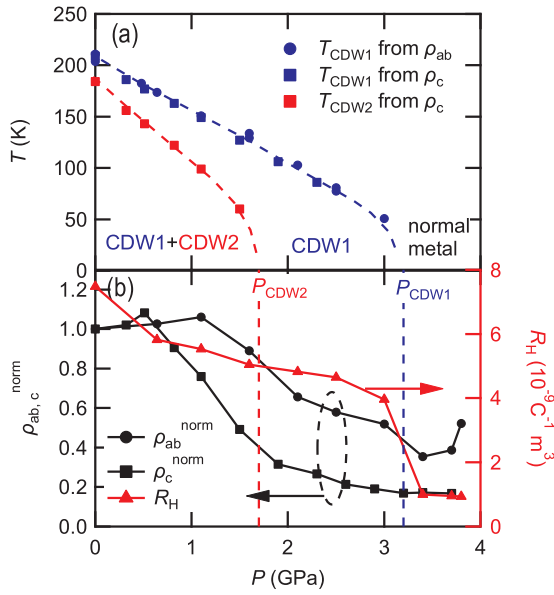 (a)
T_CDW1 from ρ_ab
T_CDW1 from ρ_c
T_CDW2 from ρ_c
T (K)
250
200
150
100
50
0
CDW1+CDW2
CDW1
normal
metal
(b)
P_CDW2
P_CDW1
ρ_ab, c^norm
1.2
1.0
0.8
0.6
0.4
0.2
0.0
ρ_ab^norm
ρ_c^norm
R_H
8
6
4
2
0
R_H (10^-9 C^-1 m^3)
0
1
2
3
4
P (GPa)